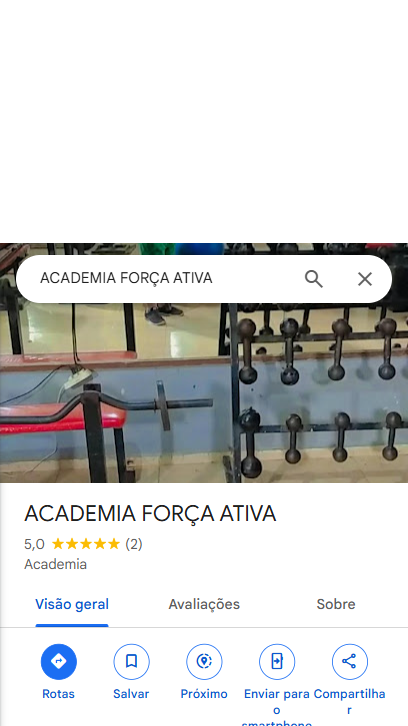 ACADEMIA FORÇA ATIVA
ACADEMIA FORÇA ATIVA
5,0 (2)
Academia
Visão geral Avaliações Sobre
Rotas Salvar Próximo Enviar para Compartilha
o r
smartphone